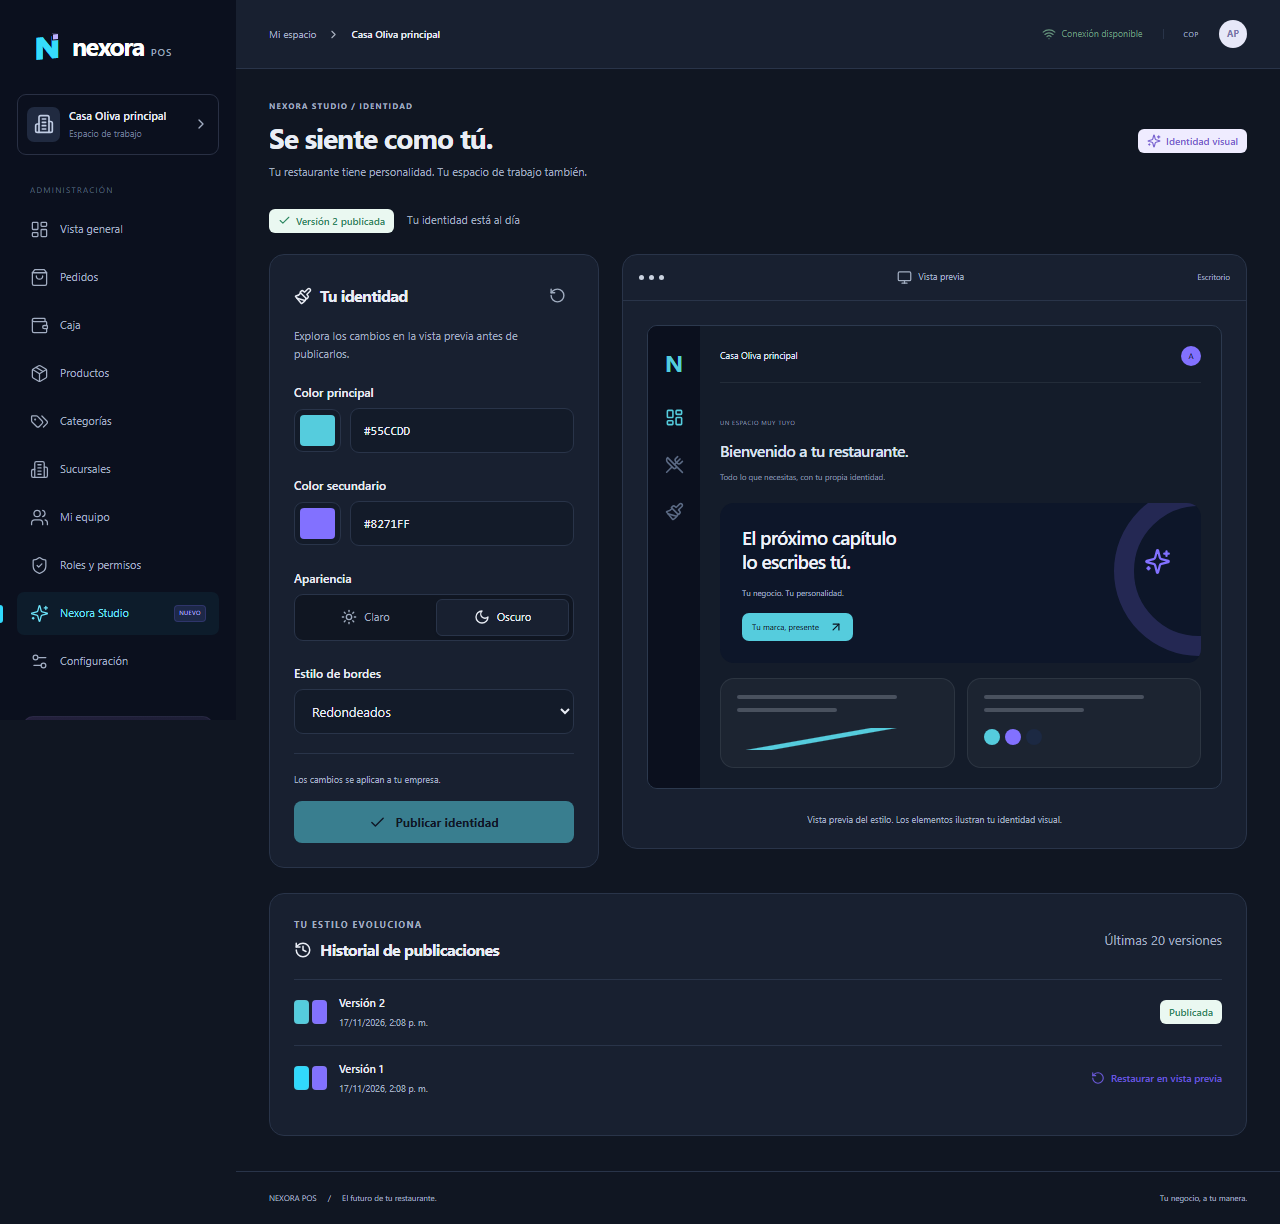 nexora POS
Casa Oliva principal
Espacio de trabajo
ADMINISTRACIÓN
Vista general
Pedidos
Caja
Productos
Categorías
Sucursales
Mi equipo
Roles y permisos
Nexora Studio NUEVO
Configuración
Mi espacio > Casa Oliva principal
Conexión disponible
COP
AP
NEXORA STUDIO / IDENTIDAD
Se siente como tú.
Tu restaurante tiene personalidad. Tu espacio de trabajo también.
Identidad visual
Versión 2 publicada
Tu identidad está al día
Tu identidad
Explora los cambios en la vista previa antes de
publicarlos.
Color principal
#55CCDD
Color secundario
#8271FF
Apariencia
Claro
Oscuro
Estilo de bordes
Redondeados
Los cambios se aplican a tu empresa.
Publicar identidad
Vista previa
Escritorio
N
Casa Oliva principal
A
UN ESPACIO MUY TUYO
Bienvenido a tu restaurante.
Todo lo que necesitas, con tu propia identidad.
El próximo capítulo
lo escribes tú.
Tu negocio. Tu personalidad.
Tu marca, presente
Vista previa del estilo. Los elementos ilustran tu identidad visual.
TU ESTILO EVOLUCIONA
Historial de publicaciones
Últimas 20 versiones
Versión 2
17/11/2026, 2:08 p. m.
Publicada
Versión 1
17/11/2026, 2:08 p. m.
Restaurar en vista previa
NEXORA POS / El futuro de tu restaurante.
Tu negocio, a tu manera.